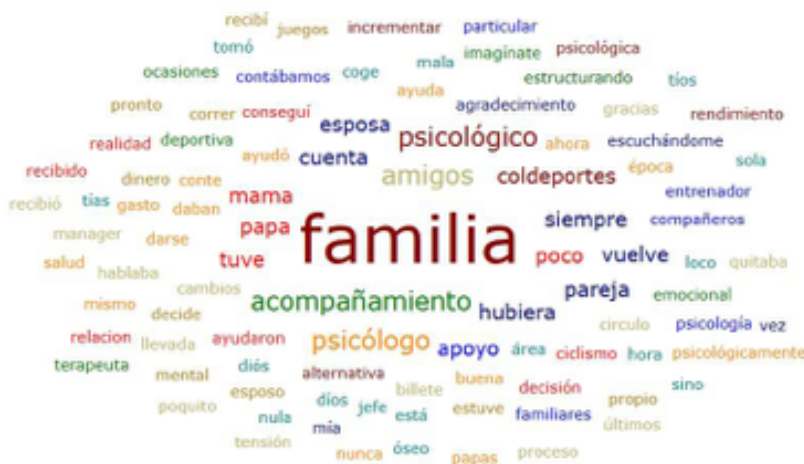 recibí juegos incrementar particular
tomó mala imagínate psicológica
ocasiones contábamos coge estructurando tíos
ayuda
pronto correr conseguí agradecimiento gracias rendimiento
realidad deportiva esposa psicológico ahora escuchándome
recibido ayudó cuenta amigos coldeportes época sola
dinero conte entrenador
recibió tias gasto daban mama siempre compañeros
manager darse papa familia poco vuelve loco quitaba
salud hablaba tuve
cambios pareja emocional
mismo decide acompañamiento hubiera circulo psicología vez
relacion llevada ayudaron psicólogo apoyo área ciclismo hora psicológicamente
terapeuta mental diós alternativa buena decisión sino
esposo billete propio
poquito nula díos jefe está estuve familiares últimos
mía
tensión nunca óseo papas proceso